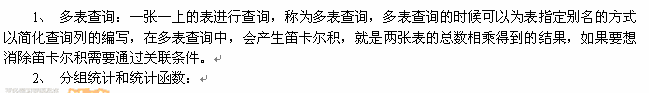 1、 多表查询：一张一上的表进行查询，称为多表查询，多表查询的时候可以为表指定别名的方式
以简化查询列的编写，在多表查询中，会产生笛卡尔积，就是两张表的总数相乘得到的结果，如果要想
消除笛卡尔积需要通过关联条件。
2、 分组统计和统计函数：